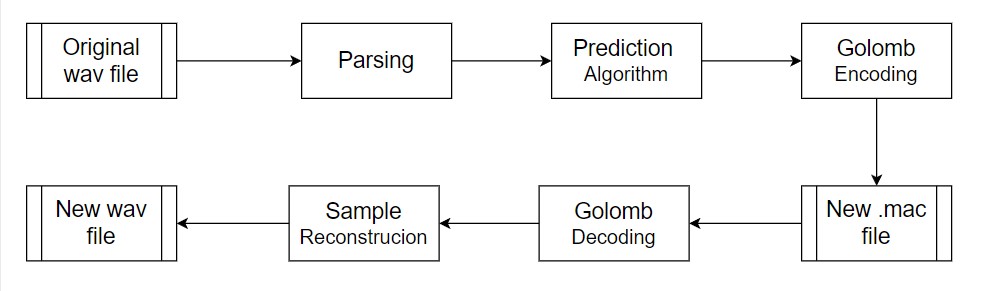 Original
wav file
Parsing
Prediction
Algorithm
Golomb
Encoding
New wav
file
Sample
Reconstrucion
Golomb
Decoding
New .mac
file